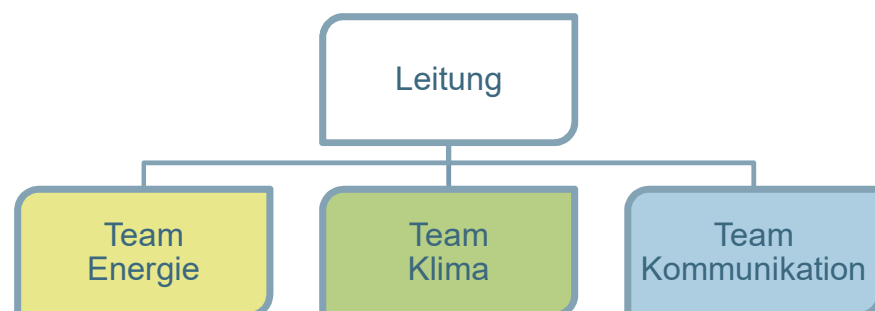 Leitung
Team
Energie
Team
Klima
Team
Kommunikation